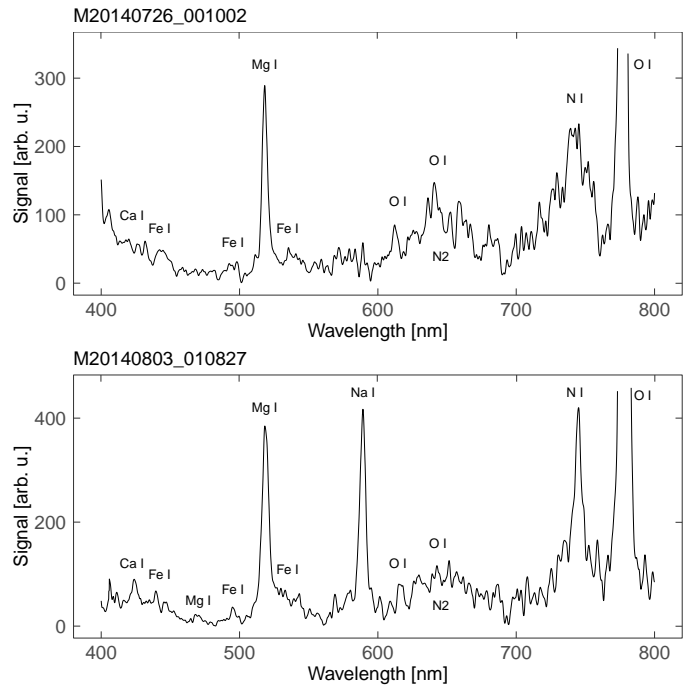 M20140726_001002
Mg I
O I
N I
O I
Ca I
Fe I
Fe I
Fe I
O I
N2
Signal [arb. u.]
300
200
100
0
400
500
600
700
800
Wavelength [nm]
M20140803_010827
Mg I
Na I
N I
O I
Ca I
Fe I
Mg I
Fe I
Fe I
O I
O I
N2
Signal [arb. u.]
400
200
0
400
500
600
700
800
Wavelength [nm]